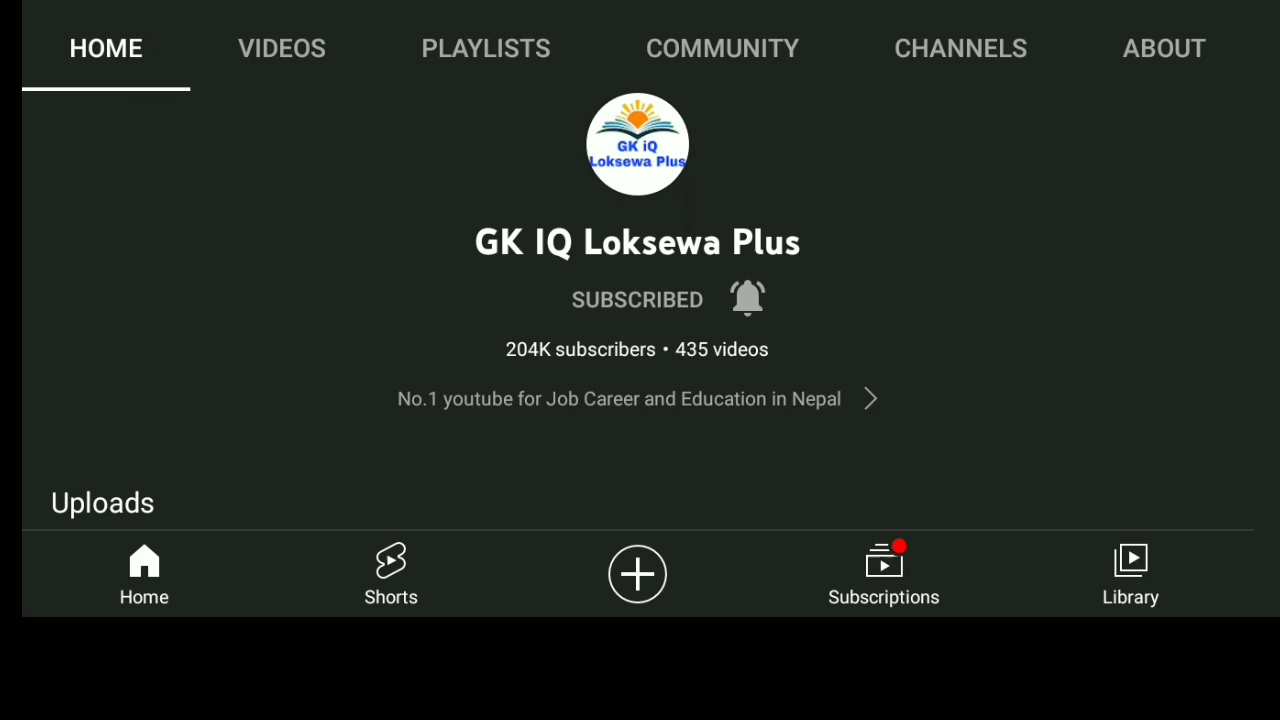 HOME VIDEOS PLAYLISTS COMMUNITY CHANNELS ABOUT
GK iQ
Loksewa Plus
GK IQ Loksewa Plus
SUBSCRIBED
204K subscribers • 435 videos
No.1 youtube for Job Career and Education in Nepal
Uploads
Home Shorts Subscriptions Library